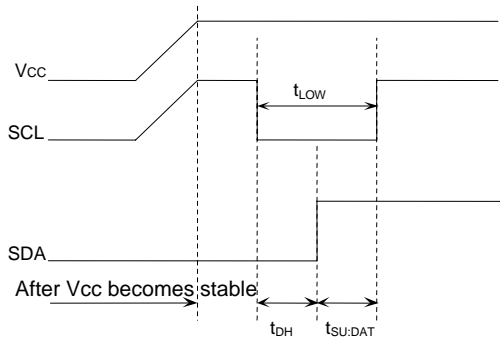 VCC
tLOW
SCL
SDA
After Vcc becomes stable
tDH
tSU:DAT